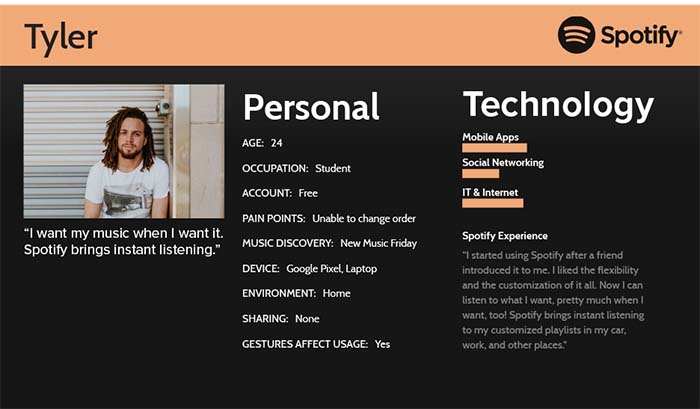 Tyler
Spotify®
"I want my music when I want it.
Spotify brings instant listening."
Personal
AGE: 24
OCCUPATION: Student
ACCOUNT: Free
PAIN POINTS: Unable to change order
MUSIC DISCOVERY: New Music Friday
DEVICE: Google Pixel, Laptop
ENVIRONMENT: Home
SHARING: None
GESTURES AFFECT USAGE: Yes
Technology
Mobile Apps
Social Networking
IT & Internet
Spotify Experience
"I started using Spotify after a friend
introduced it to me. I liked the flexibility
and the customization of it all. Now I can
listen to what I want, pretty much when I
want, too! Spotify brings instant listening
to my customized playlists in my car,
work, and other places."